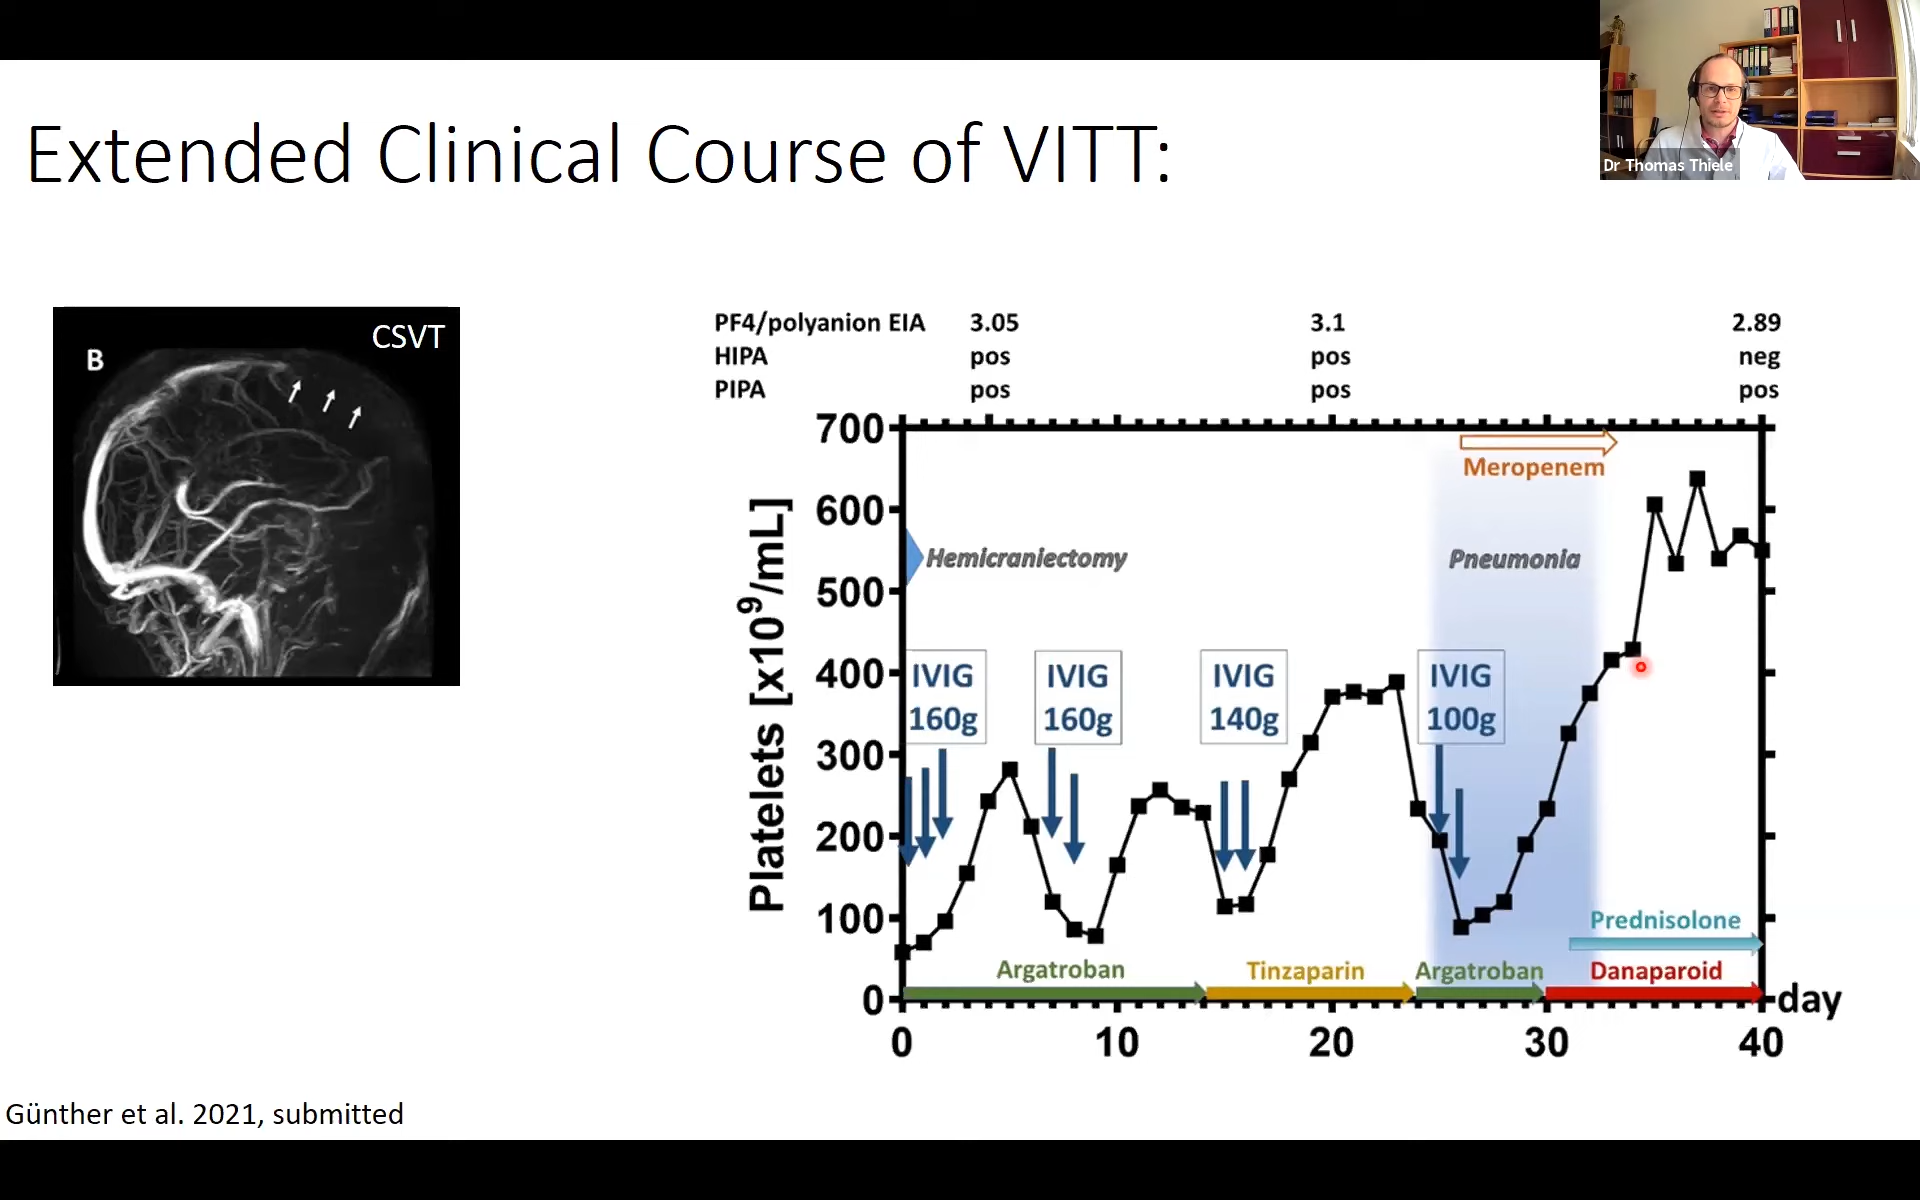 Extended Clinical Course of VITT:
Dr Thomas Thiele
CSVT
B
PF4/polyanion EIA 3.05 3.1 2.89
HIPA pos pos neg
PIPA pos pos pos
Platelets [x10⁹/mL]
700
600
500
400
300
200
100
0
Meropenem
Hemicraniectomy
Pneumonia
IVIG
160g
IVIG
160g
IVIG
140g
IVIG
100g
Prednisolone
Argatroban
Tinzaparin
Argatroban
Danaparoid
day
0 10 20 30 40
Günther et al. 2021, submitted